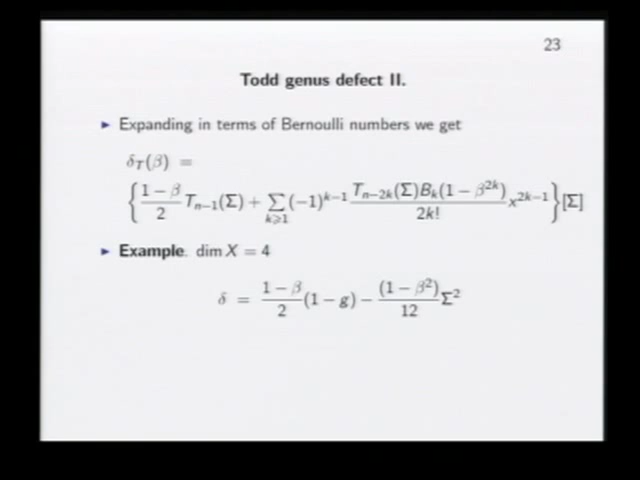 23
Todd genus defect II.
▶ Expanding in terms of Bernoulli numbers we get
δ_T(β) =
{ (1 − β)/2 T_{n−1}(Σ) + ∑_{k⩾1} (−1)^{k−1} T_{n−2k}(Σ)B_k(1 − β^{2k})/2k! x^{2k−1} }[Σ]
▶ Example. dim X = 4
δ = (1 − β)/2 (1 − g) − (1 − β²)/12 Σ²